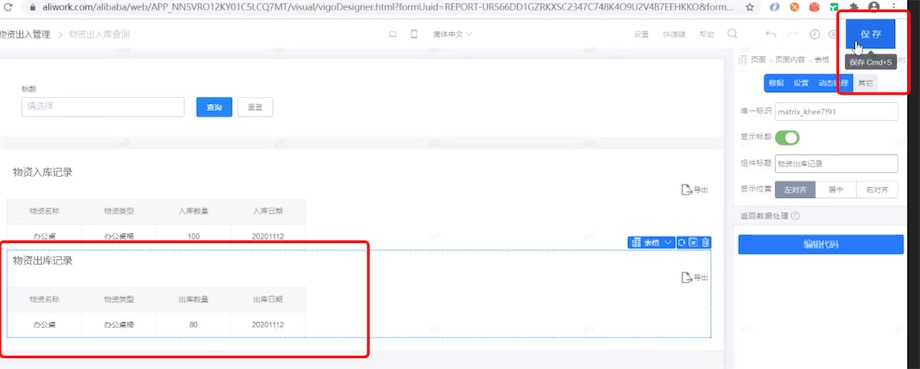 aliwork.com/alibaba/web/APP_NN5VRO12KY01C5LCQ7MT/visual/vigoDesigner.html?formUuid=REPORT-UR566DD1GZRKXSC2347C748K4O9U2V4B7EEHKKO&form...
物资出入管理 > 物资出入库查询
简体中文
设置 快捷键 帮助
保存
保存 Cmd+S
页面 > 页面内容 > 表格
数据 设置 动态处理 其它
标题
请选择
查询 重置
唯一标识 matrix_khee7f91
显示标题
组件标题 物资出库记录
显示位置 左对齐 居中 右对齐
返回数据处理
编辑代码
物资入库记录
导出
物资名称 物资类型 入库数量 入库日期
办公桌 办公桌椅 100 20201112
表格
物资出库记录
导出
物资名称 物资类型 出库数量 出库日期
办公桌 办公桌椅 80 20201112